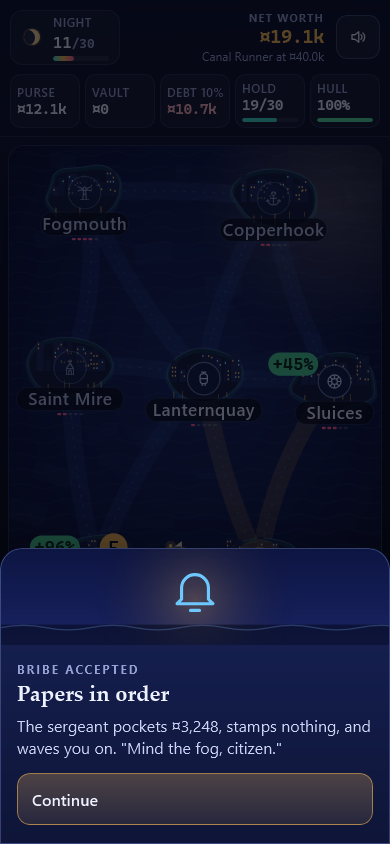 NIGHT
11/30
NET WORTH
¤19.1k
Canal Runner at ¤40.0k
PURSE
¤12.1k
VAULT
¤0
DEBT 10%
¤10.7k
HOLD
19/30
HULL
100%
Fogmouth
Copperhook
Saint Mire
Lanternquay
+45%
Sluices
+96%
5
BRIBE ACCEPTED
Papers in order
The sergeant pockets ¤3,248, stamps nothing, and
waves you on. "Mind the fog, citizen."
Continue